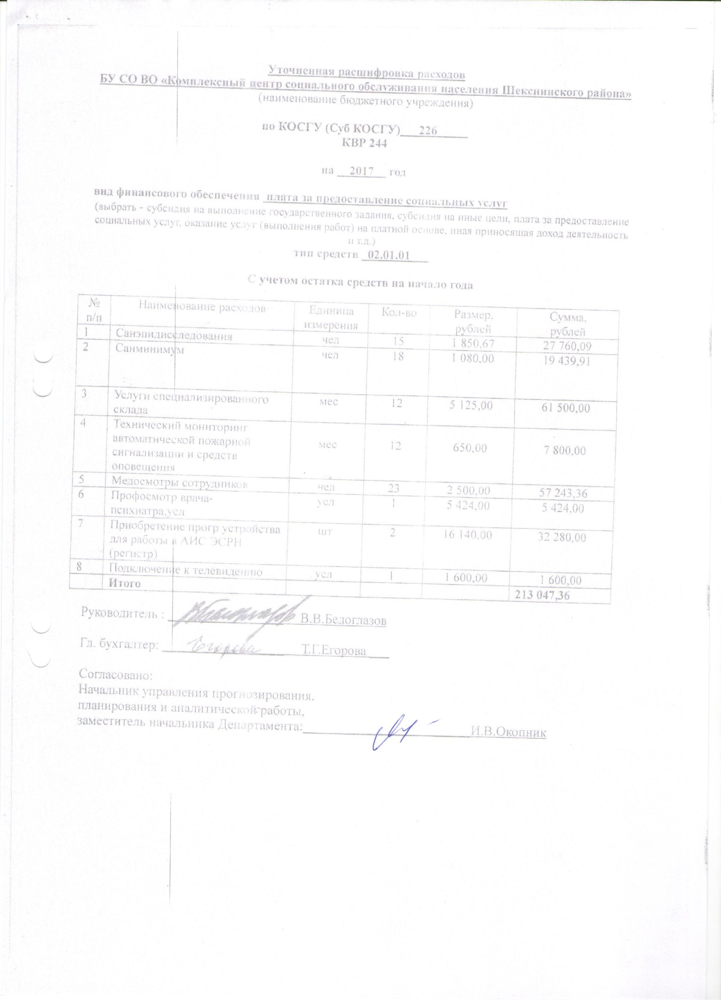 Уточненная расшифровка расходов
БУ СО ВО «Комплексный центр социального обслуживания населения Шекснинского района»
(наименование бюджетного учреждения)
по КОСГУ (Суб КОСГУ)___226_____
КВР 244
на __2017__ год
вид финансового обеспечения _плата за предоставление социальных услуг
(выбрать - субсидия на выполнение государственного задания, субсидия на иные цели, плата за предоставление
социальных услуг, оказание услуг (выполнения работ) на платной основе, иная приносящая доход деятельность
и т.д.)
тип средств _02.01.01___
С учетом остатка средств на начало года
№ п/п Наименование расходов Единица измерения Кол-во Размер, рублей Сумма, рублей
1 Санэпидисследования чел 15 1 850,67 27 760,09
2 Санминимум чел 18 1 080,00 19 439,91
3 Услуги специализированного мес 12 5 125,00 61 500,00
склада
4 Технический мониторинг
автоматической пожарной мес 12 650,00 7 800,00
сигнализации и средств
оповещения
5 Медосмотры сотрудников чел 23 2 500,00 57 243,36
6 Профосмотр врача- усл 1 5 424,00 5 424,00
психиатра,усл
7 Приобретение прогр устройства шт 2 16 140,00 32 280,00
для работы в АИС ЭСРН
(регистр)
8 Подключение к телевидению усл 1 1 600,00 1 600,00
Итого 213 047,36
Руководитель : В.В.Белоглазов
Гл. бухгалтер: Егорова Т.Г.Егорова
Согласовано:
Начальник управления прогнозирования,
планирования и аналитической работы,
заместитель начальника Департамента: И.В.Окопник